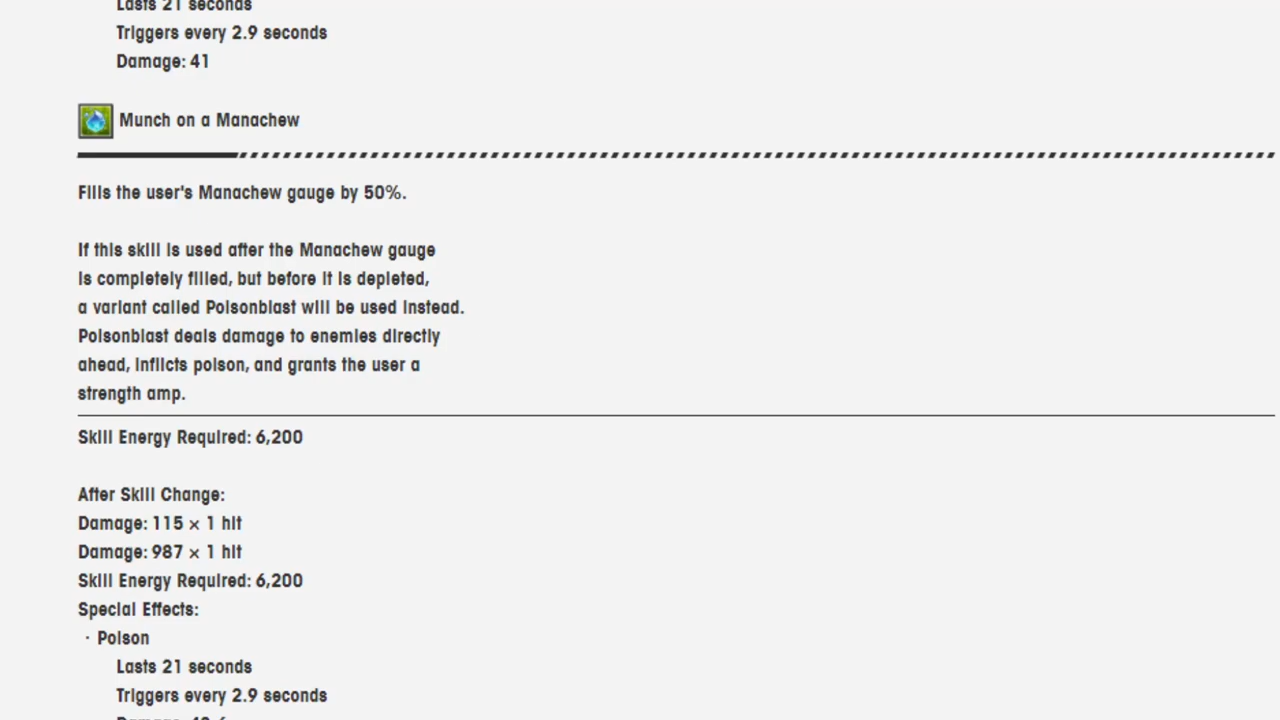 Lasts 21 seconds
Triggers every 2.9 seconds
Damage: 41
Munch on a Manachew
Fills the user's Manachew gauge by 50%.
If this skill is used after the Manachew gauge
is completely filled, but before it is depleted,
a variant called Poisonblast will be used instead.
Poisonblast deals damage to enemies directly
ahead, inflicts poison, and grants the user a
strength amp.
Skill Energy Required: 6,200
After Skill Change:
Damage: 115 × 1 hit
Damage: 987 × 1 hit
Skill Energy Required: 6,200
Special Effects:
· Poison
Lasts 21 seconds
Triggers every 2.9 seconds